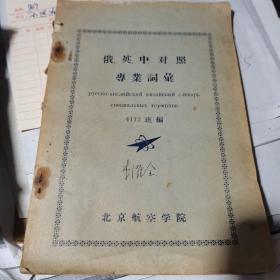 俄英中对照
專業詞彙
русско-английский китайский словарь
специальных терминов
4112 班編
北京航空学院